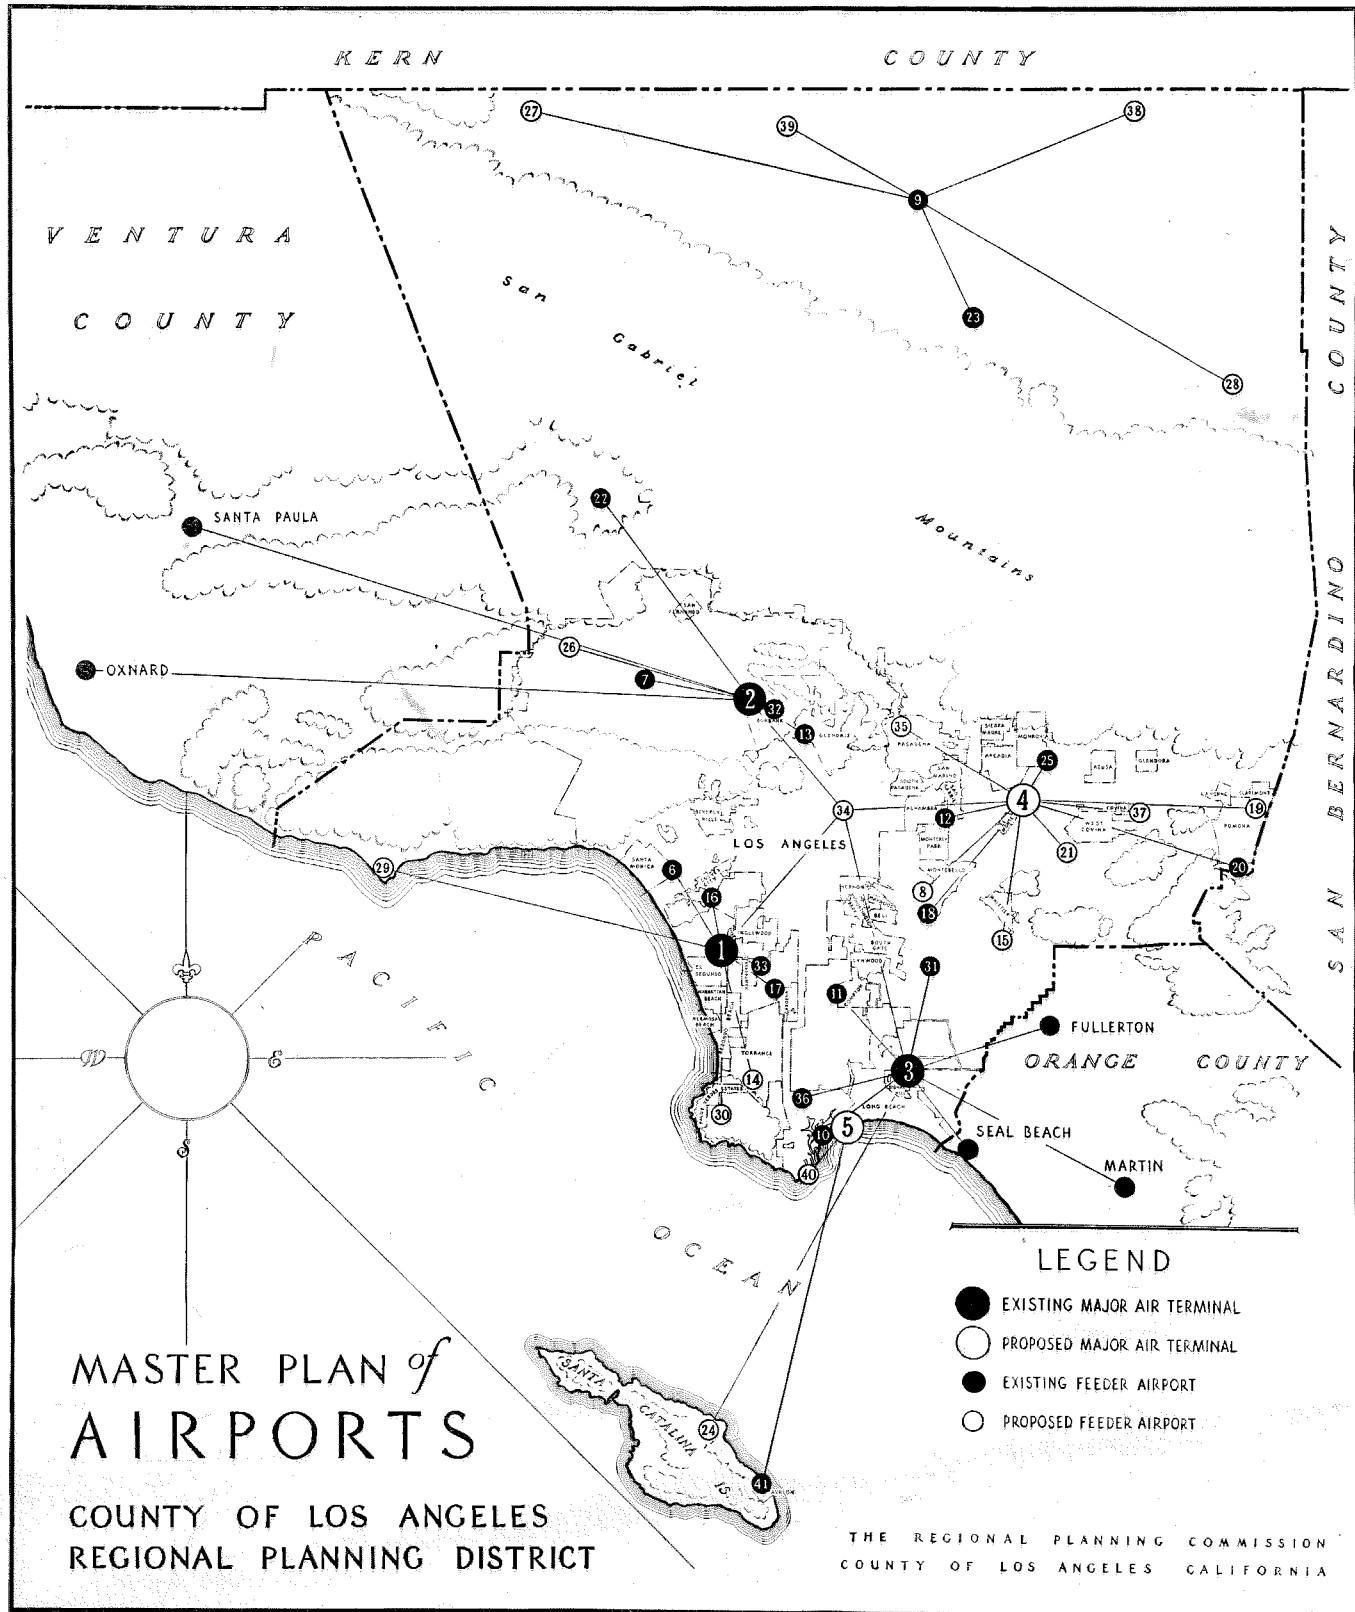 KERN COUNTY
27
39
38
9
VENTURA
COUNTY
San
Gabriel
Mountains
23
28
COUNTY
SAN BERNARDINO
22
SANTA PAULA
SAN FERNANDO
26
OXNARD
7
2
32
BURBANK
13
GLENDALE
35
PASADENA
SIERRA MADRE
MONROVIA
ARCADIA
25
AZUSA
GLENDORA
SAN MARINO
SOUTH PASADENA
ALHAMBRA
4
34
12
COVINA
37
CLAREMONT
19
WEST COVINA
POMONA
BEVERLY HILLS
LOS ANGELES
MONTEREY PARK
MONTEBELLO
21
20
29
SANTA MONICA
6
16
8
18
VERNON
BELL
15
INGLEWOOD
1
SOUTH GATE
LYNWOOD
EL SEGUNDO
33
31
MANHATTAN BEACH
17
11
HERMOSA BEACH
FULLERTON
TORRANCE
ORANGE COUNTY
3
14
36
30
LONG BEACH
10
5
SEAL BEACH
40
MARTIN
PACIFIC
OCEAN
W
E
S
LEGEND
EXISTING MAJOR AIR TERMINAL
PROPOSED MAJOR AIR TERMINAL
EXISTING FEEDER AIRPORT
PROPOSED FEEDER AIRPORT
SANTA
CATALINA
IS.
24
41
AVALON
MASTER PLAN of
AIRPORTS
COUNTY OF LOS ANGELES
REGIONAL PLANNING DISTRICT
THE REGIONAL PLANNING COMMISSION
COUNTY OF LOS ANGELES CALIFORNIA